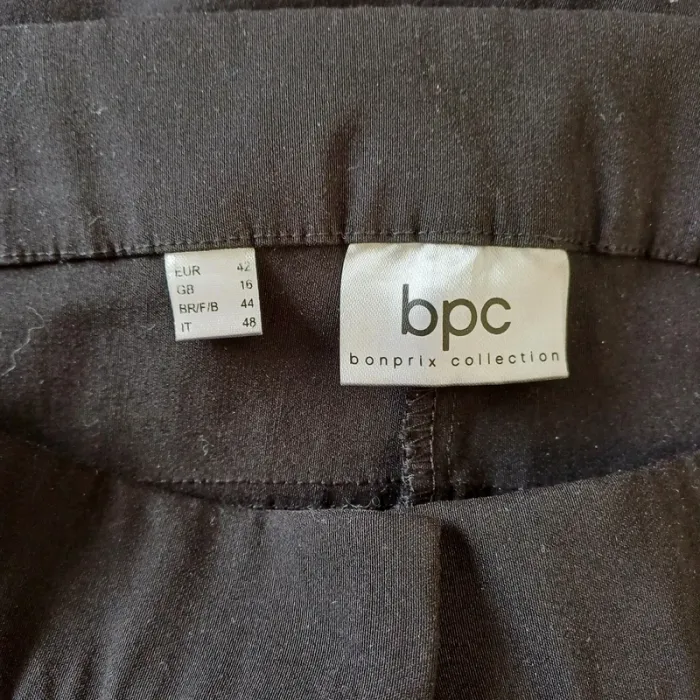 EUR 42
GB 16
BR/F/B 44
IT 48
bpc
bonprix collection